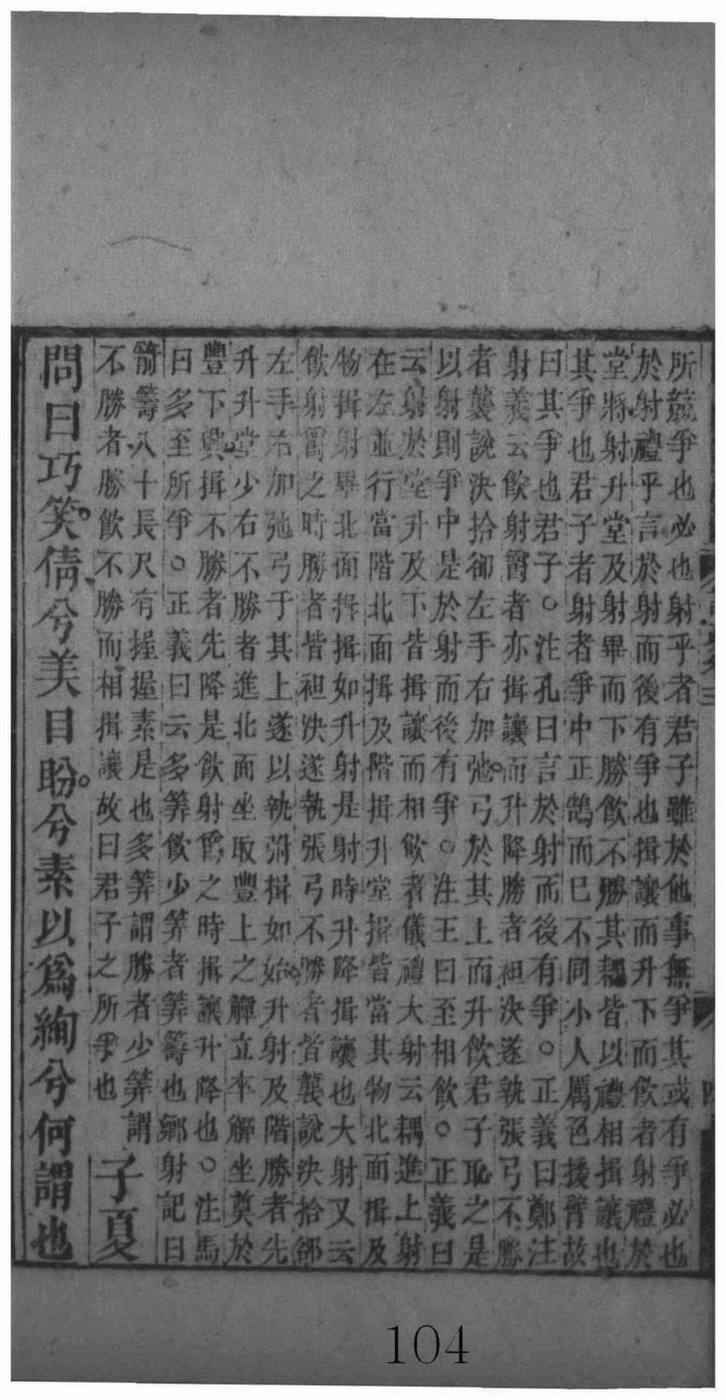 所競爭也必也射乎者君子雖於他事無爭其或有爭必也
於射禮乎言於射而後有爭也揖讓而升下而飲者射禮於
堂將射升堂及射畢而下勝飲不勝其耦皆以禮相揖讓也
其爭也君子者射者爭中正鵠而已不同小人厲色援臂故
曰其爭也君子○注孔曰言於射而後有爭○正義曰鄭注
射義云飲射爵者亦揖讓而升降勝者袒決遂執張弓不勝
者襲說決拾卻左手右加弛弓於其上而升飲君子恥之是
以射則爭中是於射而後有爭○注王曰至相飲○正義曰
云射於堂升及下皆揖讓而相飲者儀禮大射云耦進上射
在左並行當階北面揖及階揖升堂揖皆當其物北面揖及
物揖射畢北面揖揖如升射是射時升降揖讓也大射又云
飲射爵之時勝者皆袒決遂執張弓不勝者皆襲說決拾卻
左手右加弛弓于其上遂以執弣揖如始升射及階勝者先
升升堂少右不勝者進北面坐取豐上之觶立卒觶坐奠於
豐下興揖不勝者先降是飲射爵之時揖讓升降也○注馬
曰多至所爭○正義曰云多筭飲少筭者筭籌也鄉射記曰
箭籌八十長尺有握握素是也多筭謂勝者少筭謂
不勝者勝飲不勝而相揖讓故曰君子之所爭也
子夏
問曰巧笑倩兮美目盼兮素以為絢兮何謂也
104